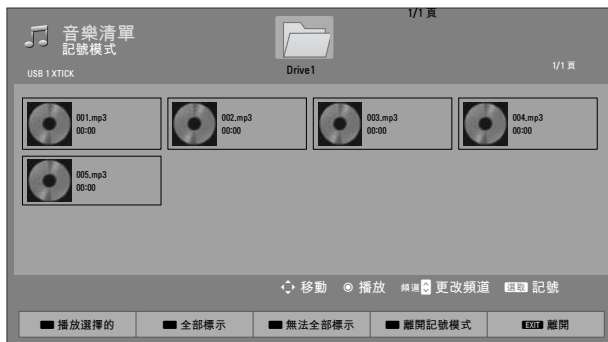 1/1 頁
音樂清單
記號模式
Drive1
USB 1 XTICK
1/1 頁
001.mp3
00:00
002.mp3
00:00
003.mp3
00:00
004.mp3
00:00
005.mp3
00:00
移動 播放 頻道 更改頻道 選取 記號
播放選擇的 全部標示 無法全部標示 離開記號模式 EXIT 離開